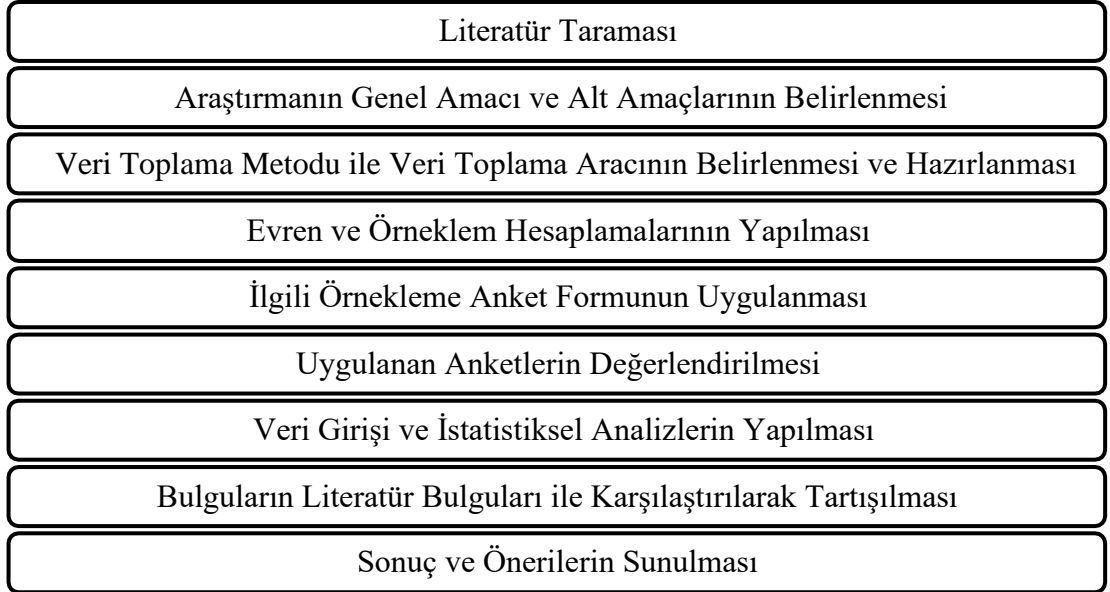 Literatür Taraması
Araştırmanın Genel Amacı ve Alt Amaçlarının Belirlenmesi
Veri Toplama Metodu ile Veri Toplama Aracının Belirlenmesi ve Hazırlanması
Evren ve Örneklem Hesaplamalarının Yapılması
İlgili Örnekleme Anket Formunun Uygulanması
Uygulanan Anketlerin Değerlendirilmesi
Veri Girişi ve İstatistiksel Analizlerin Yapılması
Bulguların Literatür Bulguları ile Karşılaştırılarak Tartışılması
Sonuç ve Önerilerin Sunulması